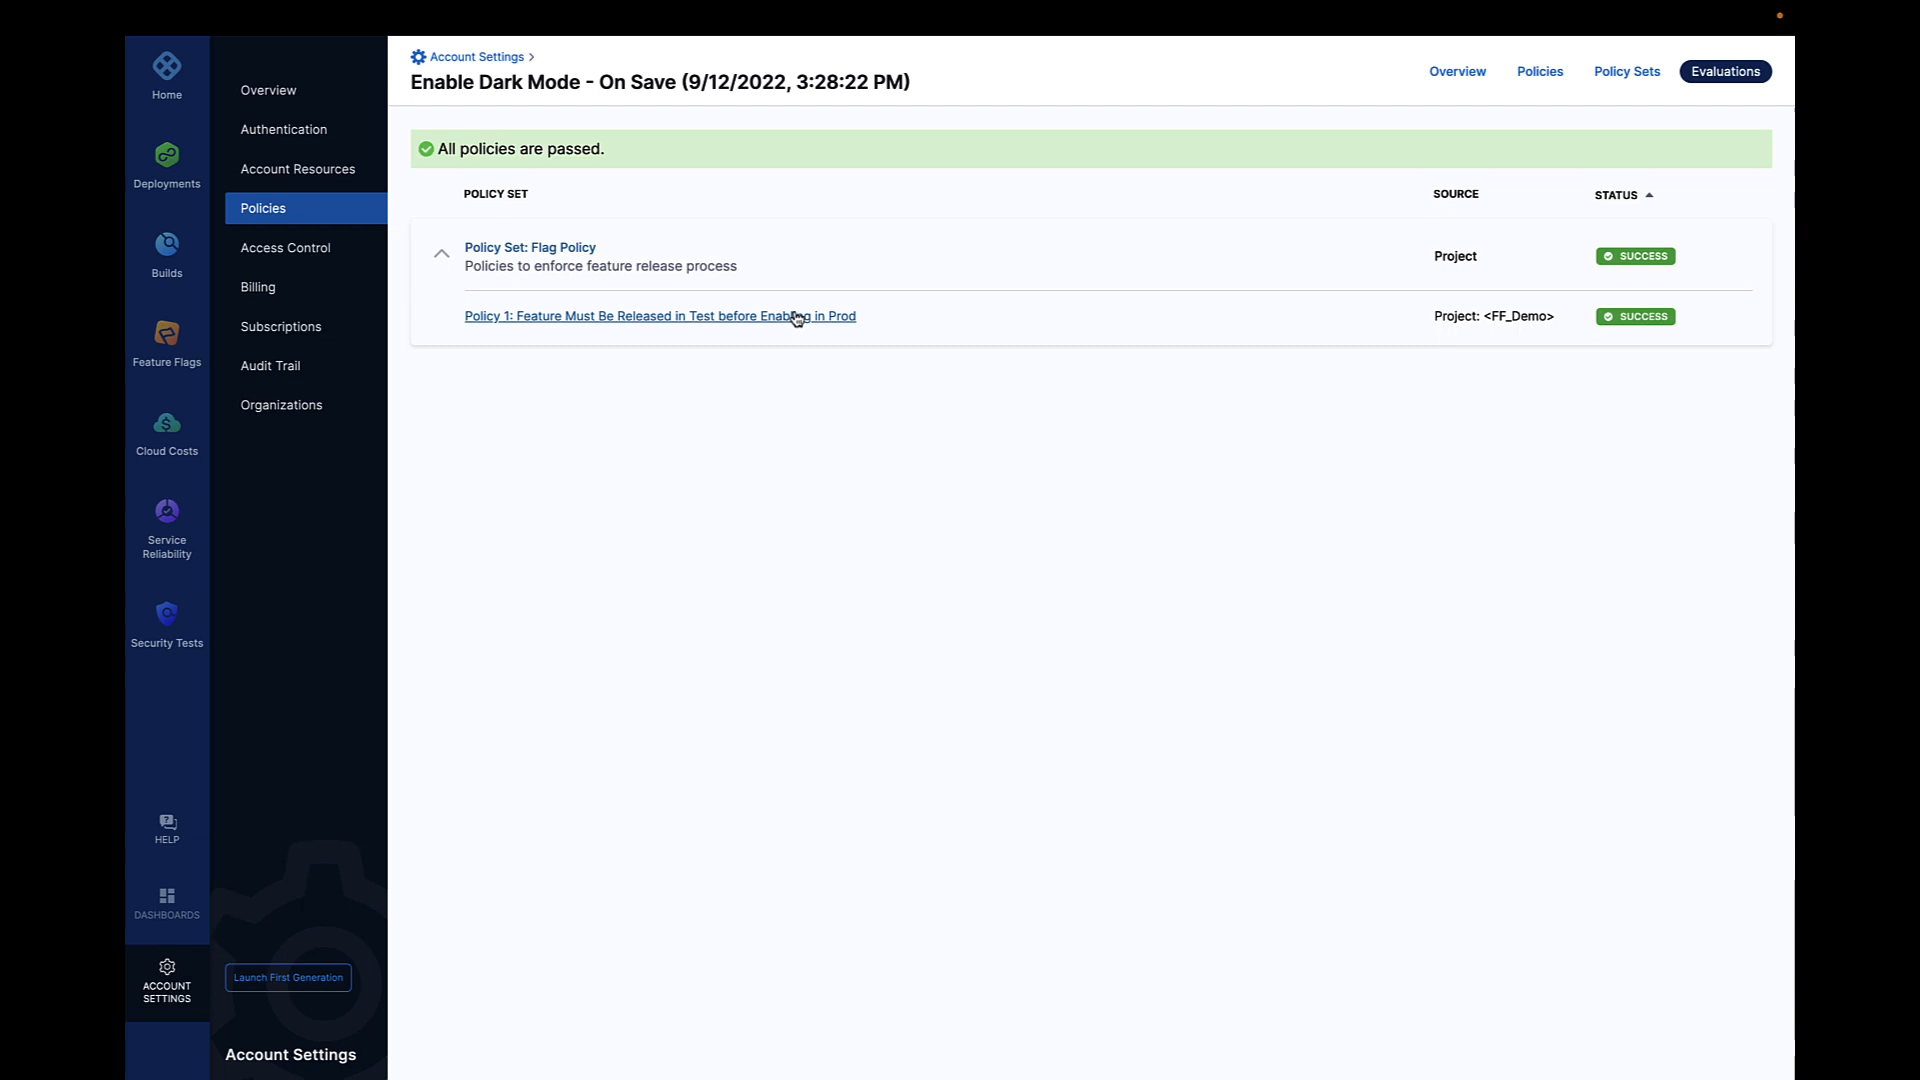 Home
Deployments
Builds
Feature Flags
Cloud Costs
Service
Reliability
Security Tests
HELP
DASHBOARDS
ACCOUNT
SETTINGS
Overview
Authentication
Account Resources
Policies
Access Control
Billing
Subscriptions
Audit Trail
Organizations
Launch First Generation
Account Settings
Account Settings >
Enable Dark Mode - On Save (9/12/2022, 3:28:22 PM)
Overview Policies Policy Sets Evaluations
All policies are passed.
POLICY SET SOURCE STATUS
Policy Set: Flag Policy
Policies to enforce feature release process
Project SUCCESS
Policy 1: Feature Must Be Released in Test before Enabling in Prod
Project: <FF_Demo> SUCCESS